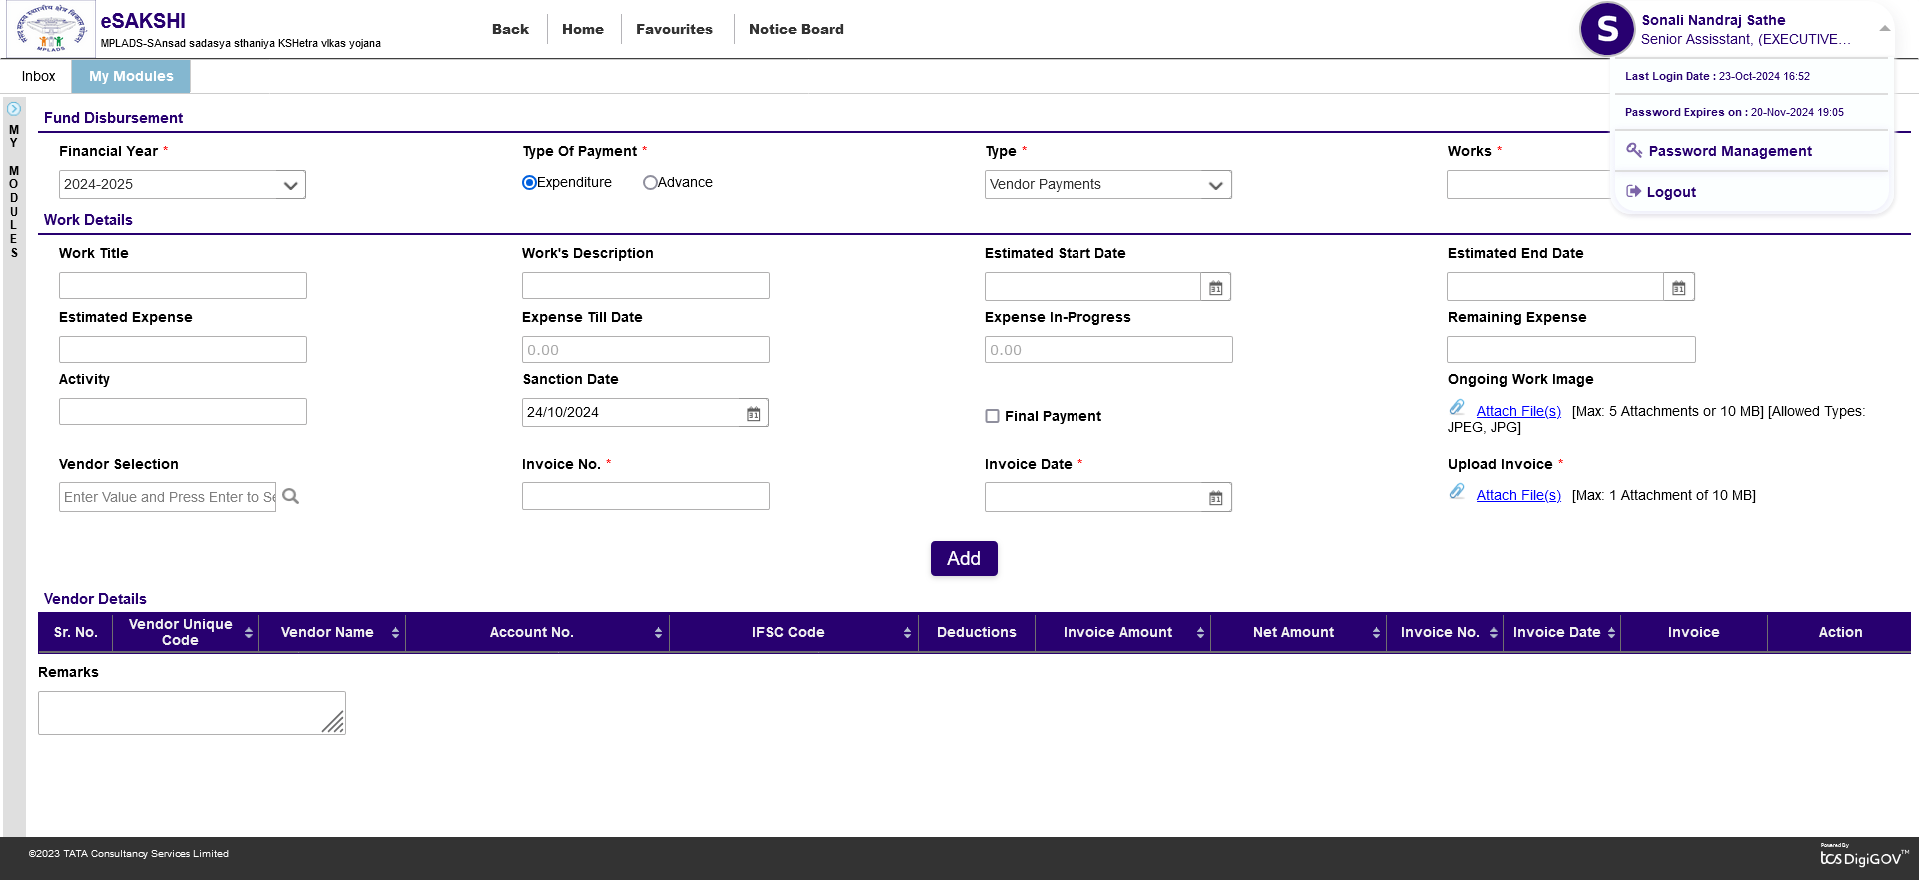 eSAKSHI
MPLADS-SAnsad sadasya sthaniya KSHetra vIkas yojana
MPLADS
Back
Home
Favourites
Notice Board
S
Sonali Nandraj Sathe
Senior Assisstant, (EXECUTIVE...
Inbox
My Modules
Last Login Date : 23-Oct-2024 16:52
Password Expires on : 20-Nov-2024 19:05
Password Management
Logout
MY MODULES
Fund Disbursement
Financial Year *
Type Of Payment *
Type *
Works *
2024-2025
Expenditure
Advance
Vendor Payments
Work Details
Work Title
Work's Description
Estimated Start Date
Estimated End Date
31
31
Estimated Expense
Expense Till Date
Expense In-Progress
Remaining Expense
0.00
0.00
Activity
Sanction Date
Ongoing Work Image
24/10/2024
31
Final Payment
Attach File(s) [Max: 5 Attachments or 10 MB] [Allowed Types:
JPEG, JPG]
Vendor Selection
Invoice No. *
Invoice Date *
Upload Invoice *
Enter Value and Press Enter to Se
31
Attach File(s) [Max: 1 Attachment of 10 MB]
Add
Vendor Details
Sr. No.
Vendor Unique
Code
Vendor Name
Account No.
IFSC Code
Deductions
Invoice Amount
Net Amount
Invoice No.
Invoice Date
Invoice
Action
Remarks
©2023 TATA Consultancy Services Limited
Powered By
tcs DigiGOV™